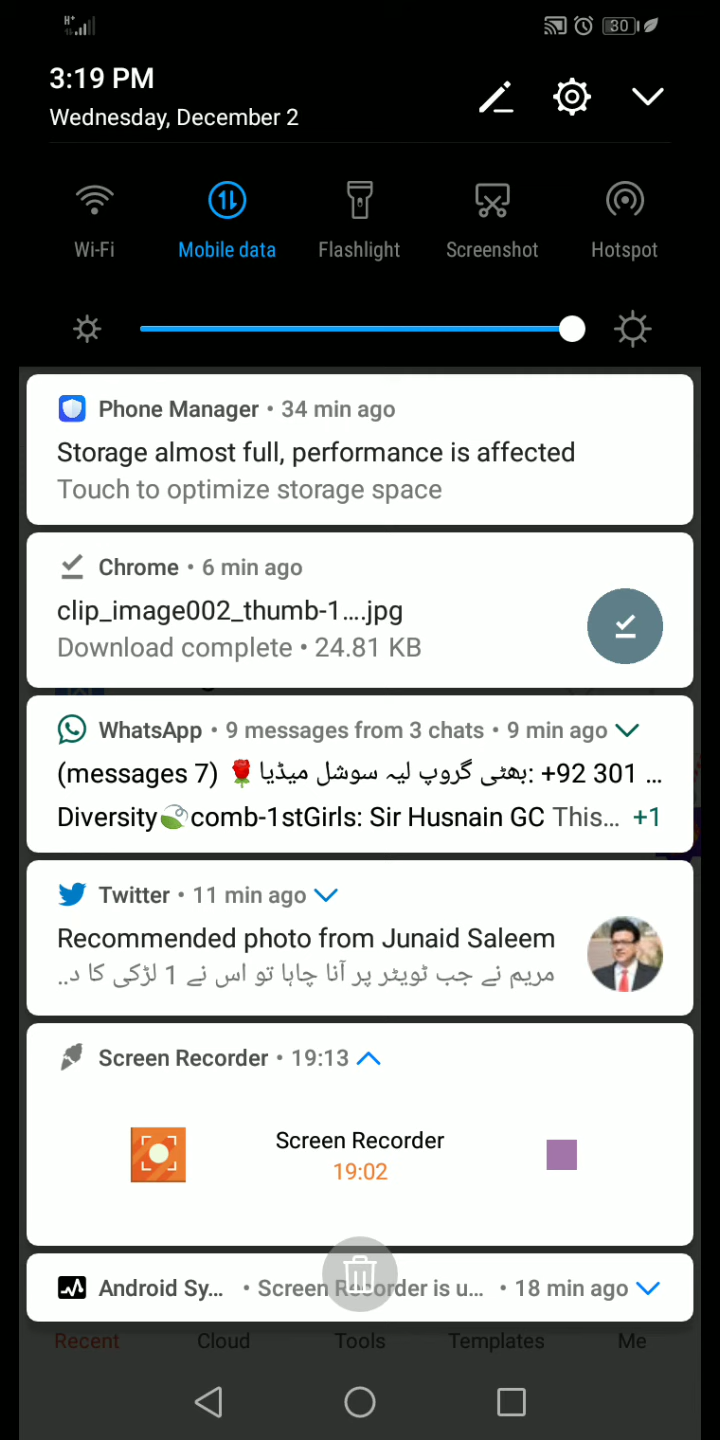 H+
30
3:19 PM
Wednesday, December 2
Wi-Fi
Mobile data
Flashlight
Screenshot
Hotspot
Phone Manager • 34 min ago
Storage almost full, performance is affected
Touch to optimize storage space
Chrome • 6 min ago
clip_image002_thumb-1….jpg
Download complete • 24.81 KB
WhatsApp • 9 messages from 3 chats • 9 min ago
(messages 7) 🌹بھٹی گروپ لیہ سوشل میڈیا: +92 301 …
Diversity🍃comb-1stGirls: Sir Husnain GC This… +1
Twitter • 11 min ago
Recommended photo from Junaid Saleem
مریم نے جب ٹویٹر پر آنا چاہا تو اس نے 1 لڑکی کا د..
Screen Recorder • 19:13
Screen Recorder
19:02
Android Sy… • Screen Recorder is u… • 18 min ago
Recent
Cloud
Tools
Templates
Me